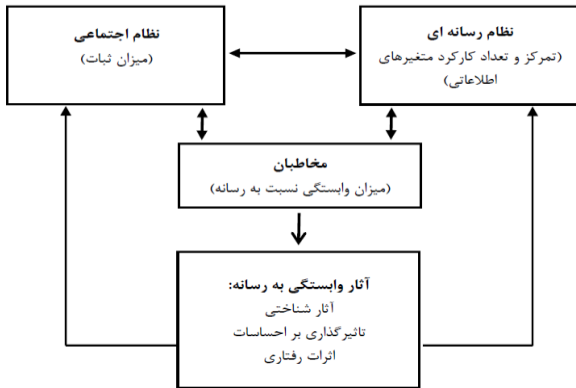 نظام رسانه ای
(تمرکز و تعداد کارکرد متغیرهای
اطلاعاتی)
نظام اجتماعی
(میزان ثبات)
مخاطبان
(میزان وابستگی نسبت به رسانه)
آثار وابستگی به رسانه:
آثار شناختی
تاثیرگذاری بر احساسات
اثرات رفتاری